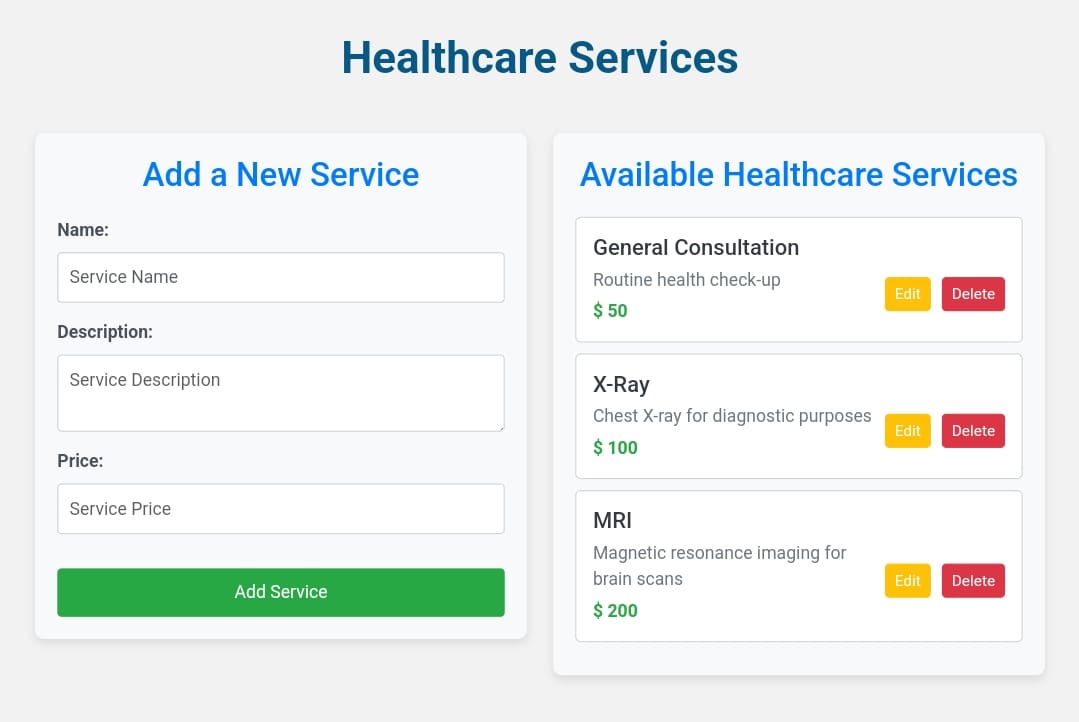 Healthcare Services
Add a New Service
Name:
Service Name
Description:
Service Description
Price:
Service Price
Add Service
Available Healthcare Services
General Consultation
Routine health check-up
$ 50
Edit
Delete
X-Ray
Chest X-ray for diagnostic purposes
$ 100
Edit
Delete
MRI
Magnetic resonance imaging for
brain scans
$ 200
Edit
Delete